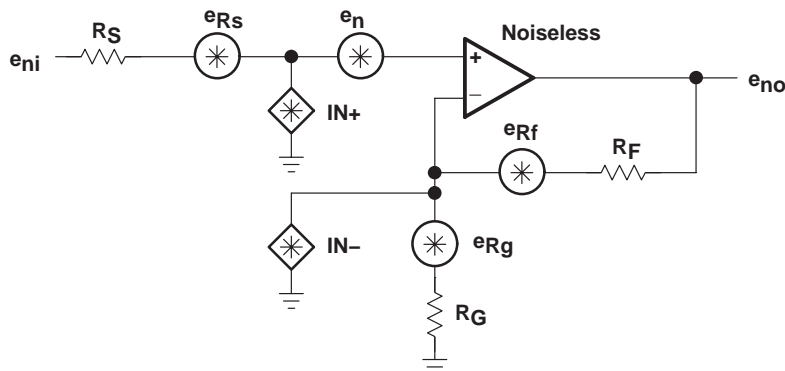 eRs
en
Noiseless
RS
eni
+
−
eno
IN+
eRf
RF
IN−
eRg
RG